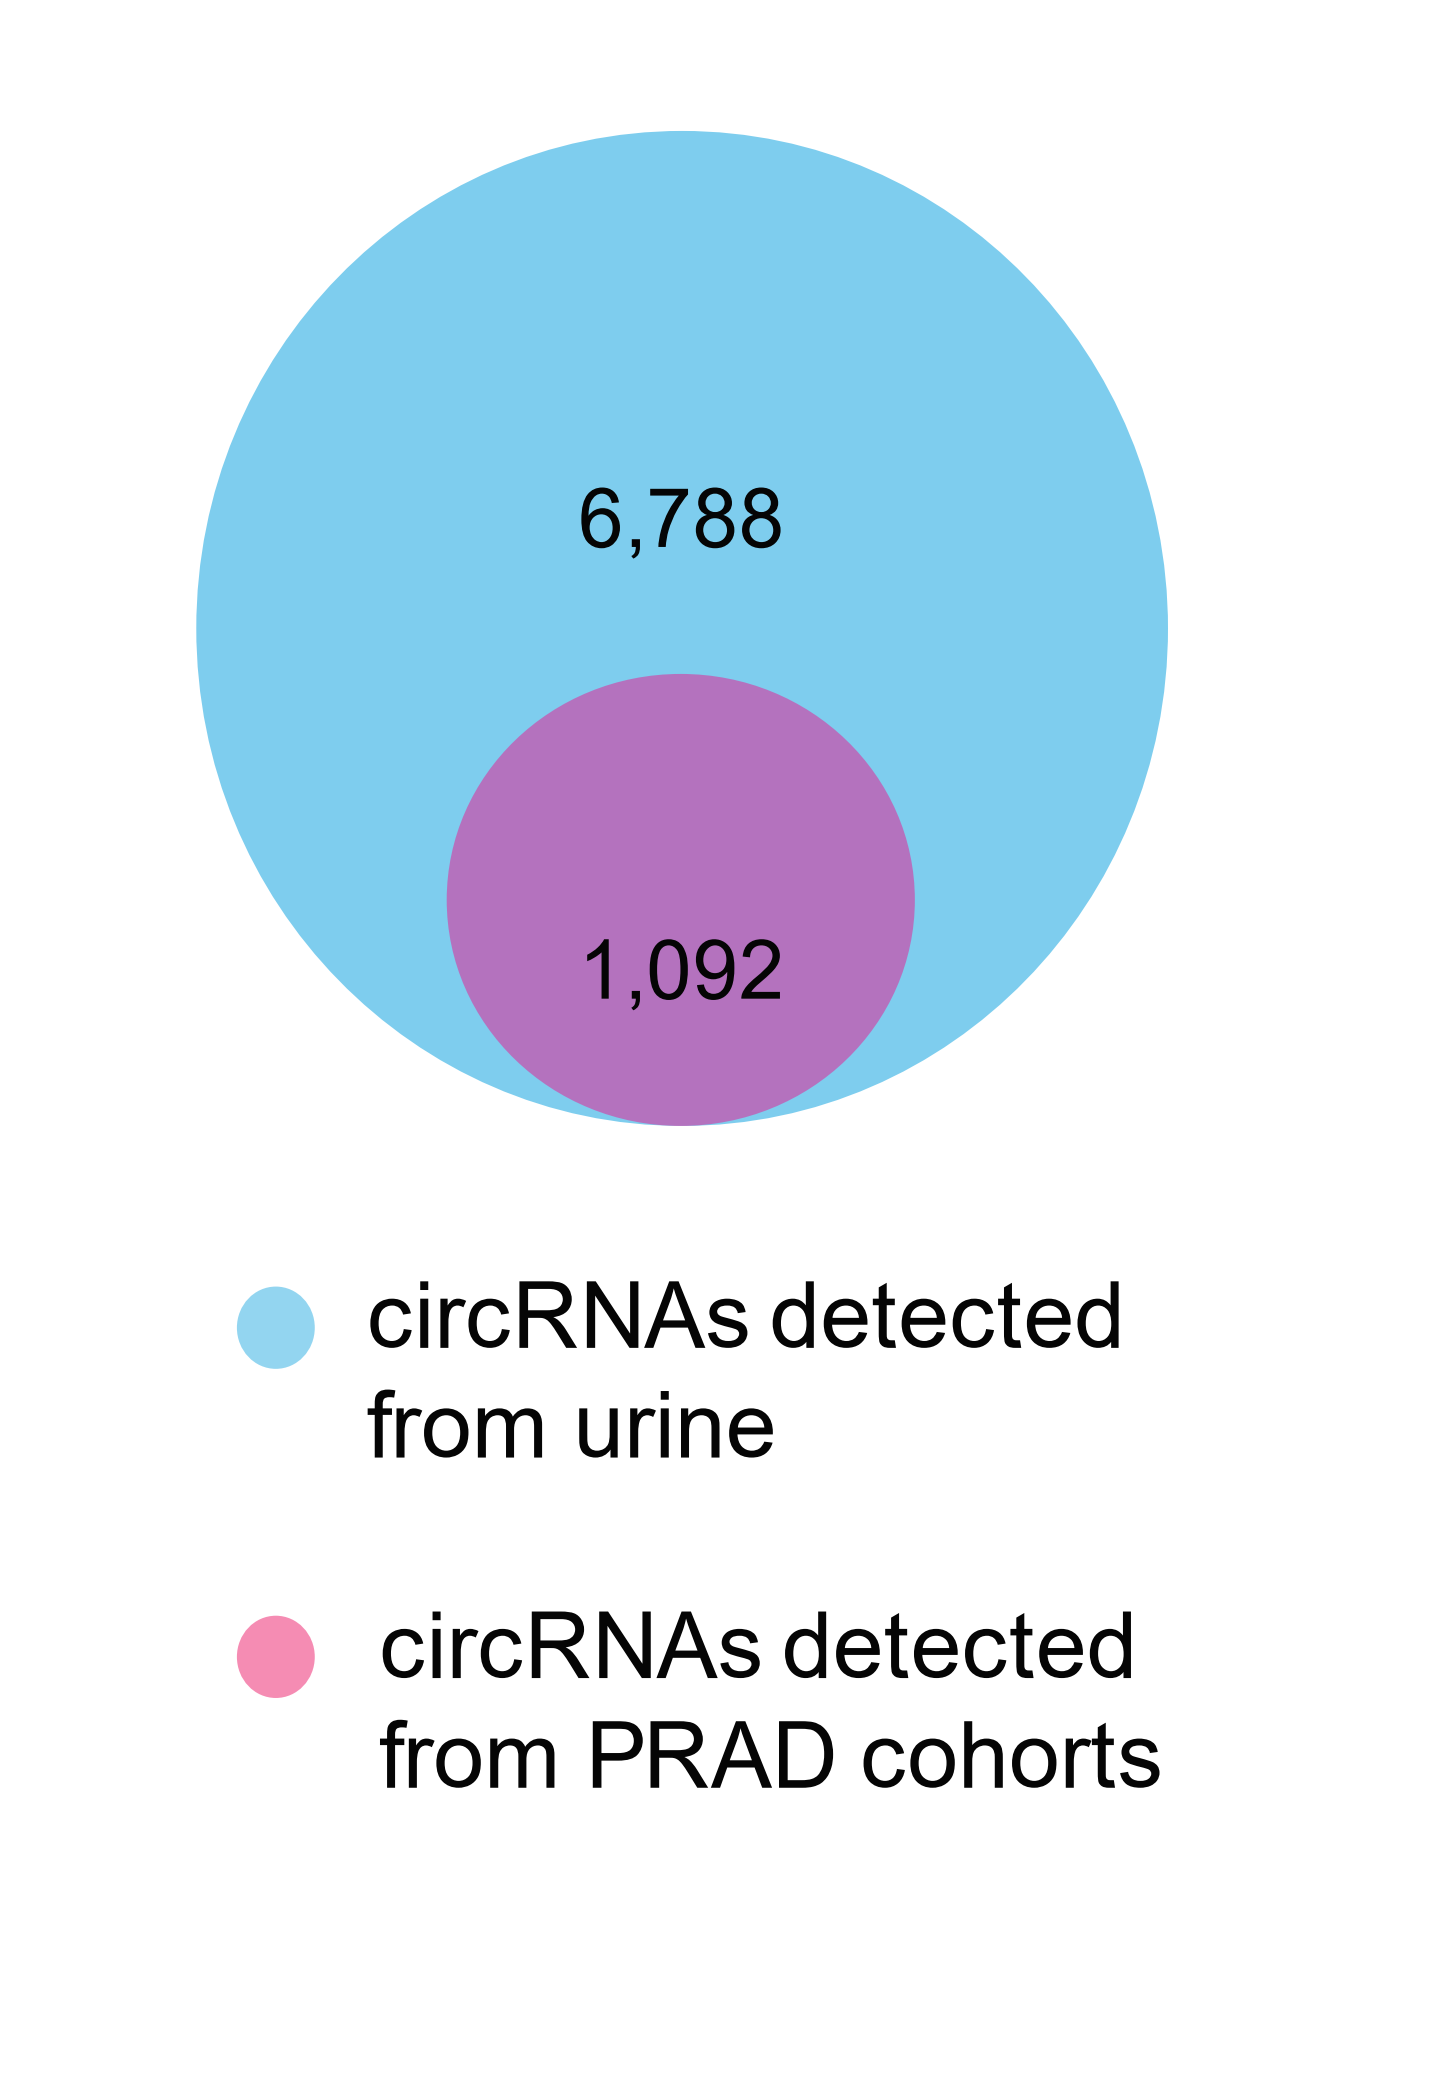 6,788
1,092
circRNAs detected
from urine
circRNAs detected
from PRAD cohorts